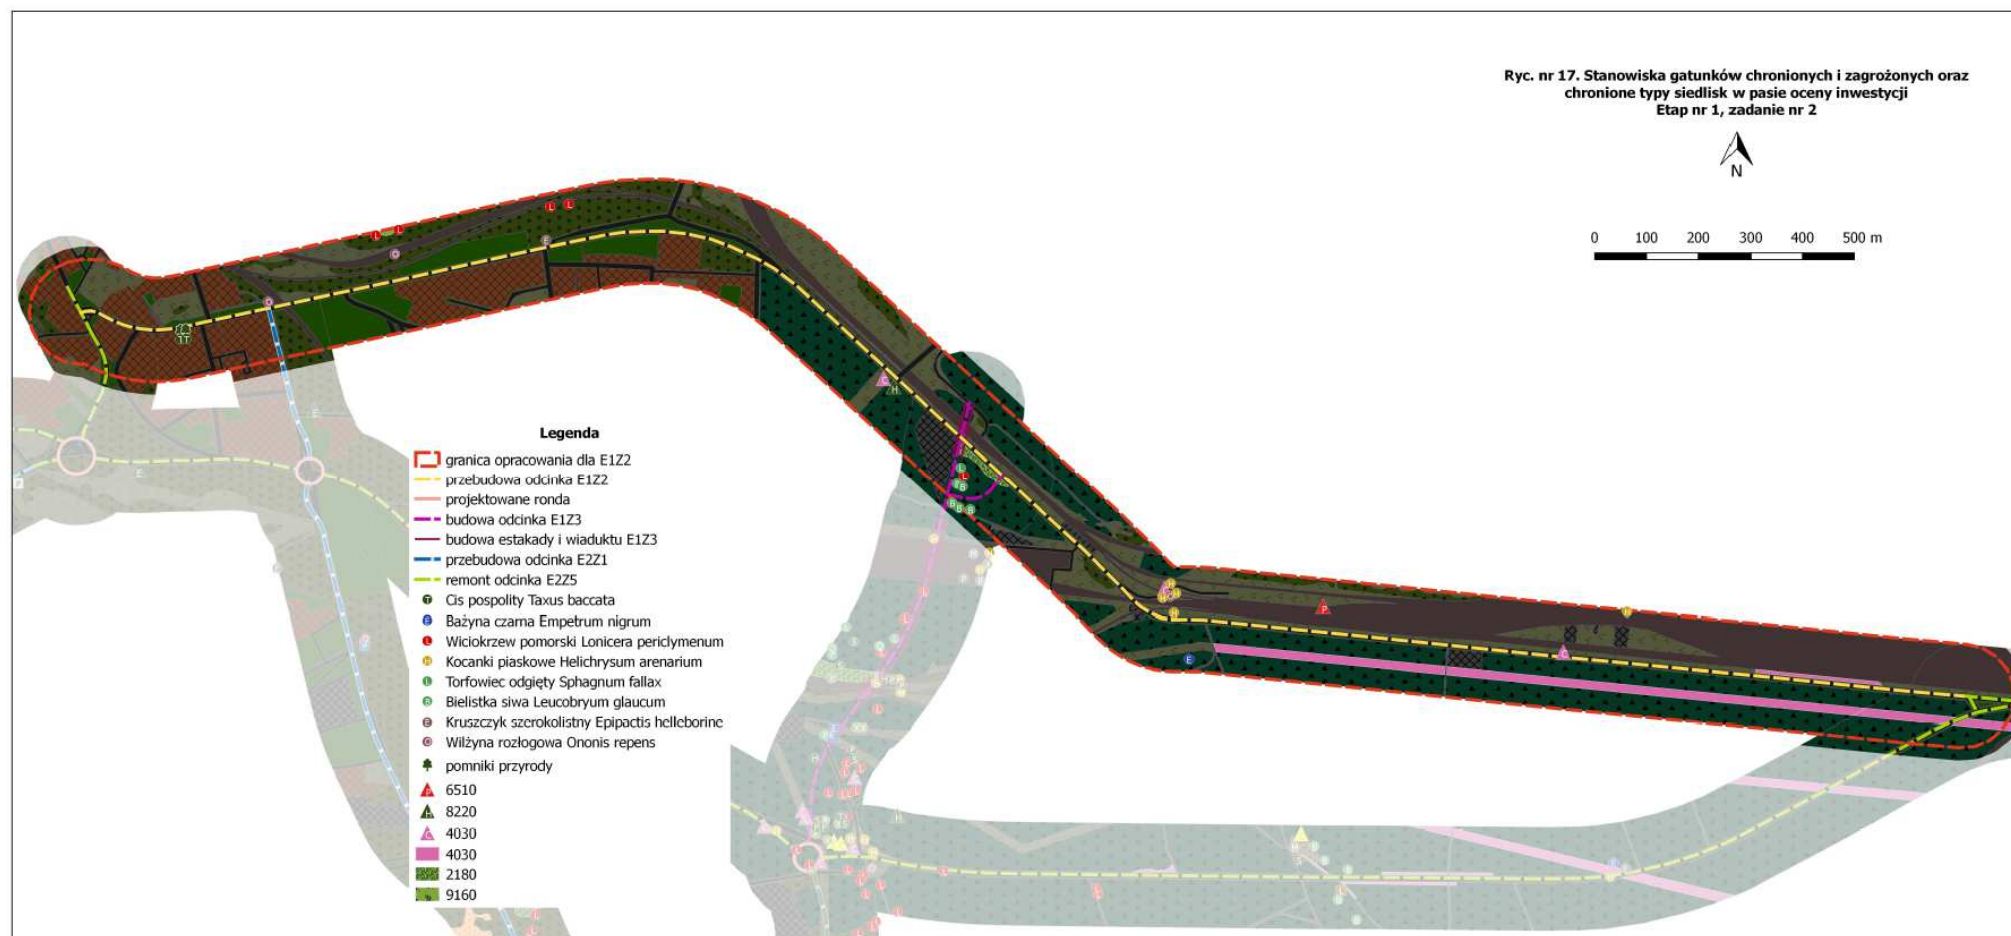 Ryc. nr 17. Stanowiska gatunków chronionych i zagrożonych oraz
chronione typy siedlisk w pasie oceny inwestycji
Etap nr 1, zadanie nr 2
N
0 100 200 300 400 500 m
Legenda
granica opracowania dla E1Z2
przebudowa odcinka E1Z2
projektowane ronda
budowa odcinka E1Z3
budowa estakady i wiaduktu E1Z3
przebudowa odcinka E2Z1
remont odcinka E2Z5
T Cis pospolity Taxus baccata
E Bażyna czarna Empetrum nigrum
L Wiciokrzew pomorski Lonicera periclymenum
H Kocanki piaskowe Helichrysum arenarium
L Torfowiec odgięty Sphagnum fallax
B Bielistka siwa Leucobryum glaucum
E Kruszczyk szerokolistny Epipactis helleborine
O Wilżyna rozłogowa Ononis repens
pomniki przyrody
P 6510
H 8220
C 4030
4030
2180
9160